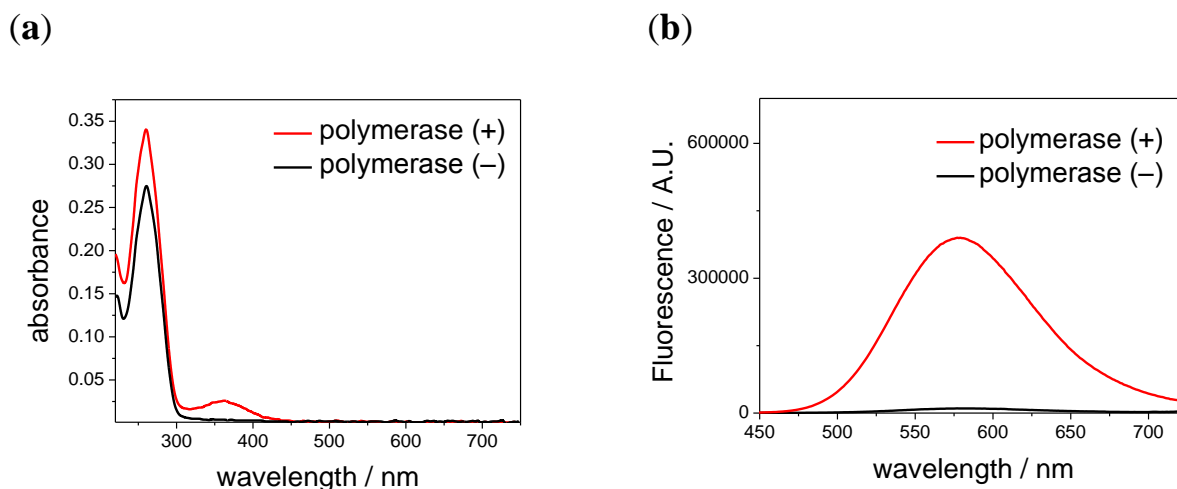 (a)
0.35
0.30
0.25
0.20
0.15
0.10
0.05
absorbance
polymerase (+)
polymerase (–)
300
400
500
600
700
wavelength / nm
(b)
600000
300000
0
Fluorescence / A.U.
polymerase (+)
polymerase (–)
450
500
550
600
650
700
wavelength / nm